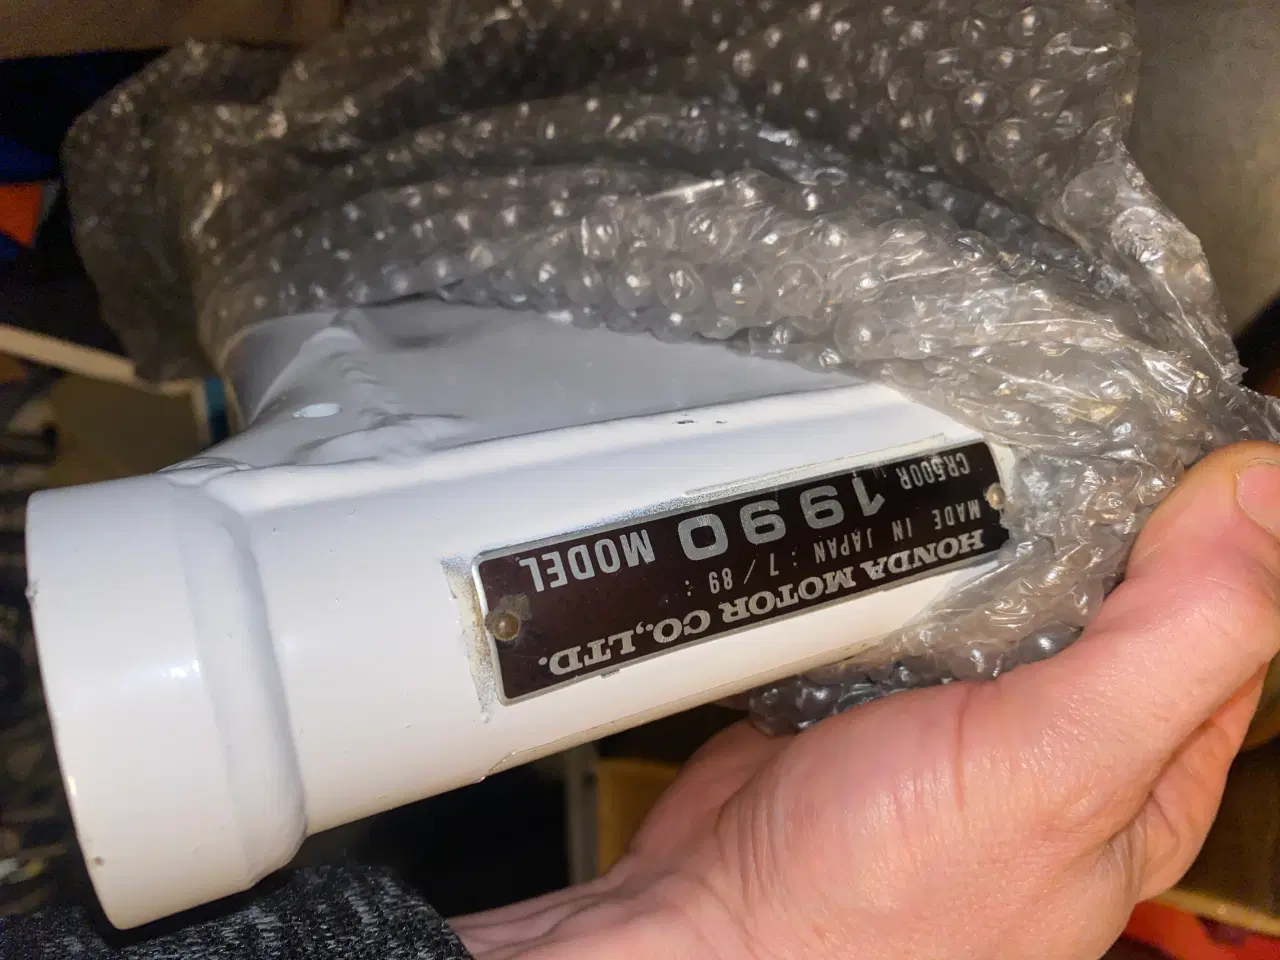 HONDA MOTOR CO.,LTD.
MADE IN JAPAN : 7/89 :
CR500R 1990 MODEL